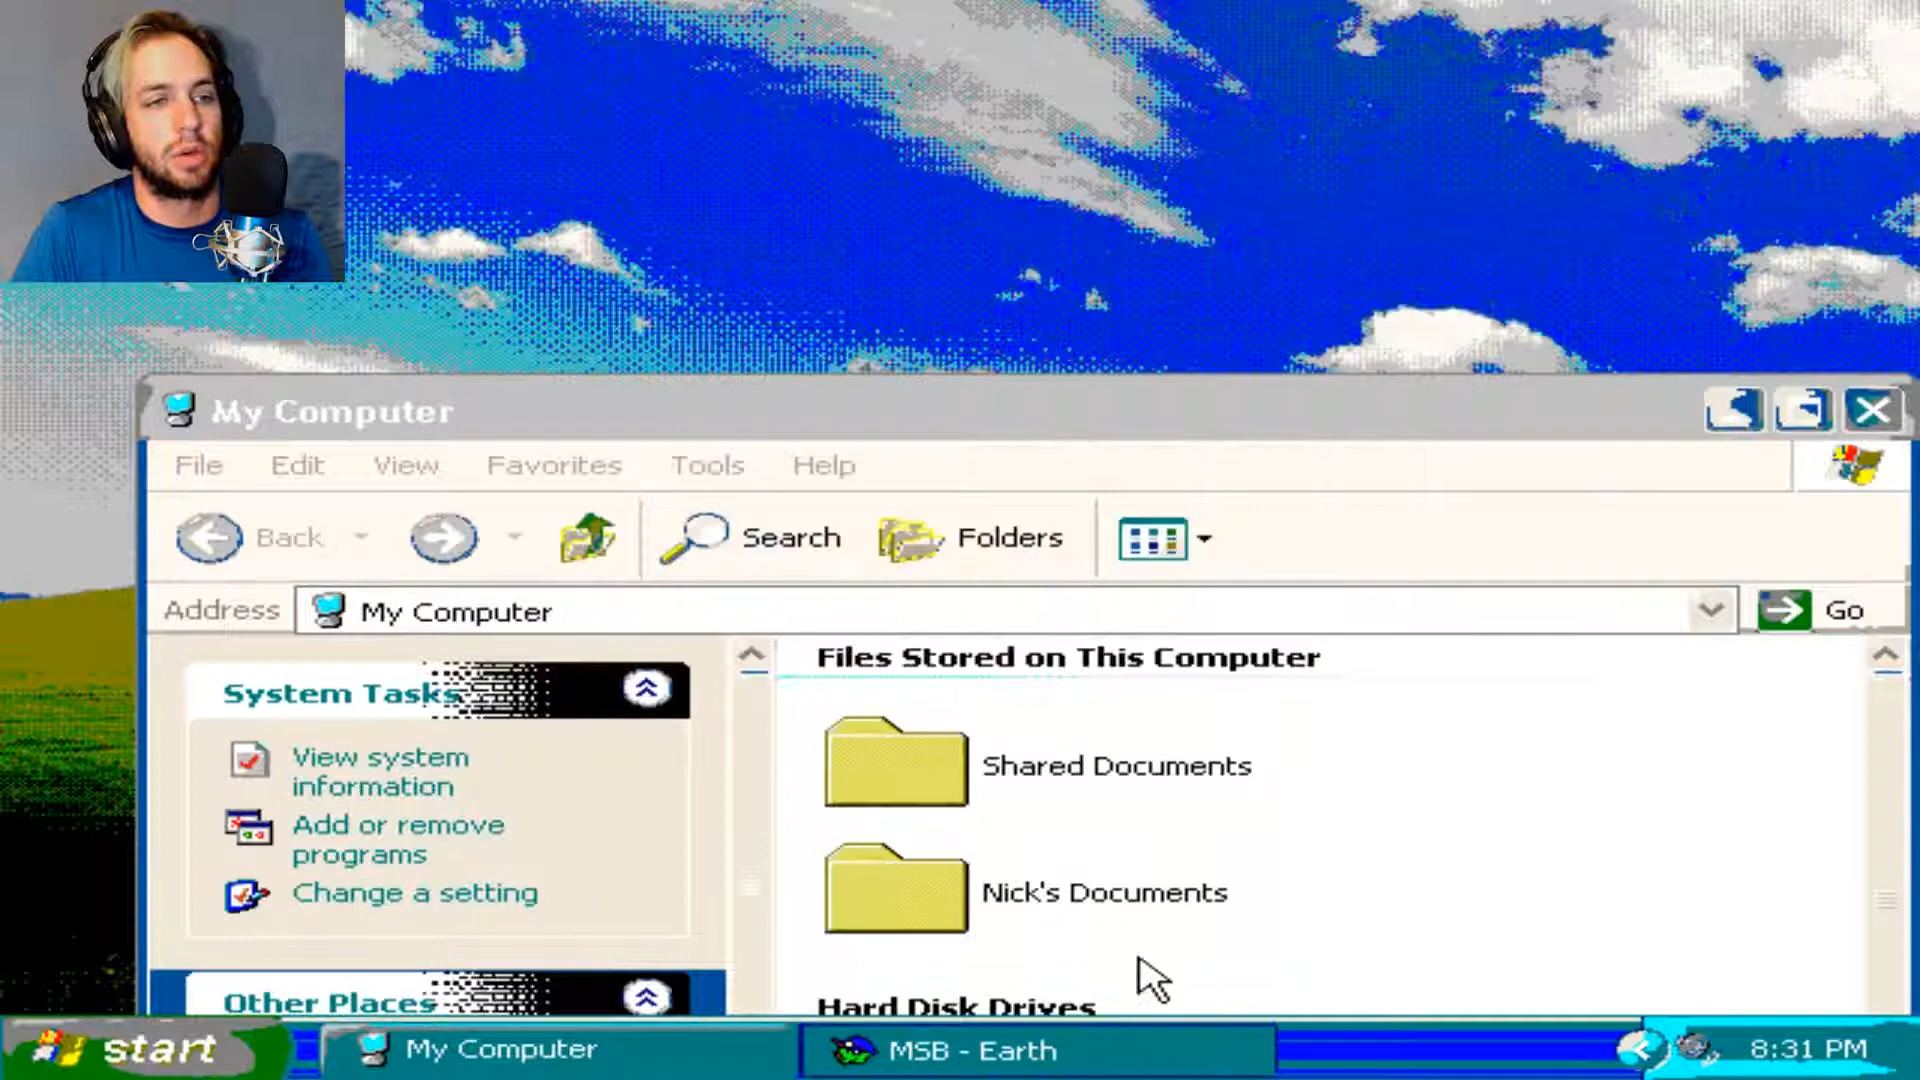 My Computer
File Edit View Favorites Tools Help
Back Search Folders
Address My Computer Go
System Tasks
View system
information
Add or remove
programs
Change a setting
Other Places
Files Stored on This Computer
Shared Documents
Nick's Documents
Hard Disk Drives
start My Computer MSB - Earth 8:31 PM